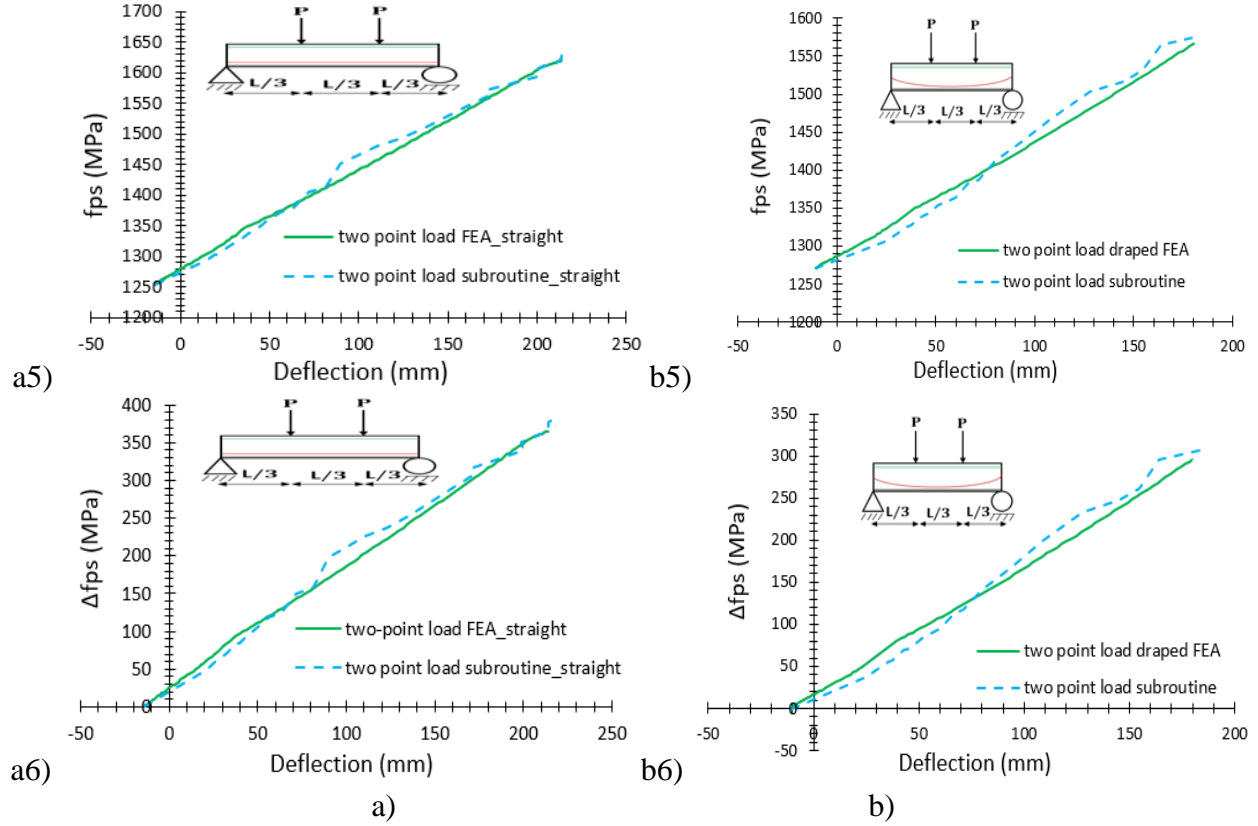 1700
1650
1600
1550
1500
1450
1400
1350
1300
1250
1200
fps (MPa)
P P
L/3 L/3 L/3
two point load FEA_straight
two point load subroutine_straight
-50 0 50 100 150 200 250
Deflection (mm)
a5)
1600
1550
1500
1450
1400
1350
1300
1250
1200
fps (MPa)
P P
L/3 L/3 L/3
two point load draped FEA
two point load subroutine
-50 0 50 100 150 200
Deflection (mm)
b5)
400
350
300
250
200
150
100
50
0
Δfps (MPa)
P P
L/3 L/3 L/3
two-point load FEA_straight
two point load subroutine_straight
-50 0 50 100 150 200 250
Deflection (mm)
a6)
350
300
250
200
150
100
50
0
-50
Δfps (MPa)
P P
L/3 L/3 L/3
two point load draped FEA
two point load subroutine
-50 0 50 100 150 200
Deflection (mm)
b6)
a) b)